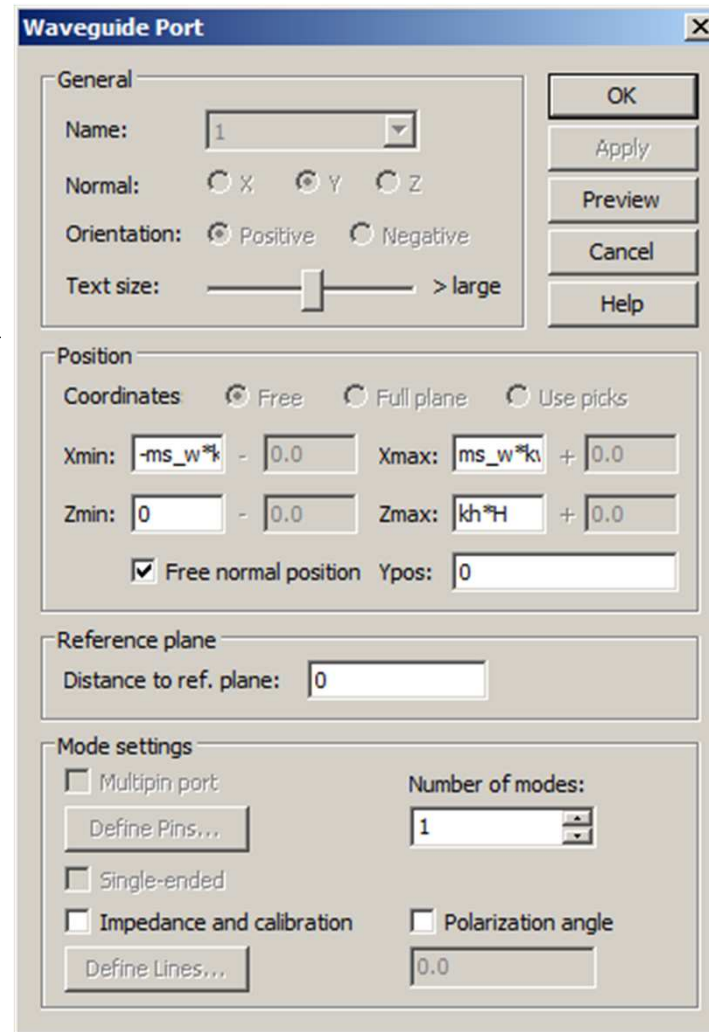 Waveguide Port
General
OK
Name: 1
Apply
Normal: X Y Z
Preview
Orientation: Positive Negative
Cancel
Text size: > large
Help
Position
Coordinates Free Full plane Use picks
Xmin: -ms_w*k - 0.0 Xmax: ms_w*k + 0.0
Zmin: 0 - 0.0 Zmax: kh*H + 0.0
Free normal position Ypos: 0
Reference plane
Distance to ref. plane: 0
Mode settings
Multipin port Number of modes:
Define Pins... 1
Single-ended
Impedance and calibration Polarization angle
Define Lines... 0.0